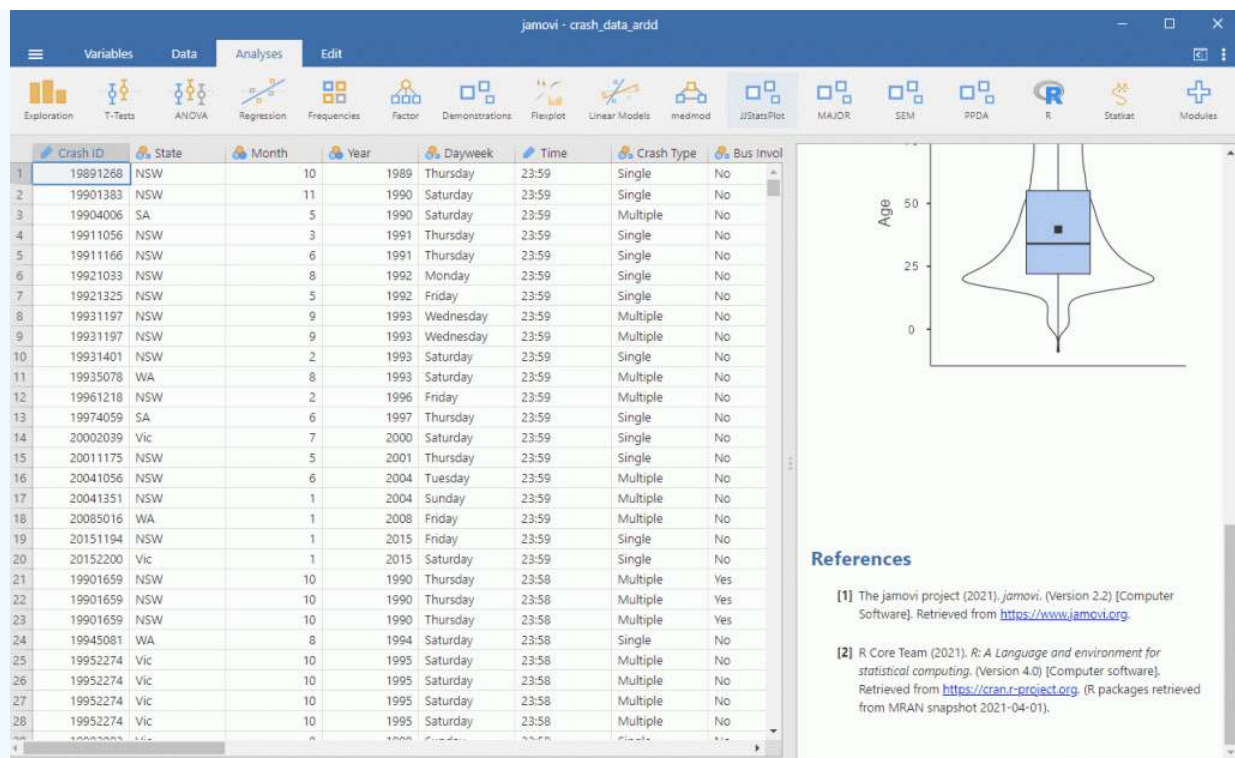 jamovi - crash_data_ardd
Variables Data Analyses Edit
Exploration T-Tests ANOVA Regression Frequencies Factor Demonstrations Flexplot Linear Models medmod JJStatsPlot MAJOR SEM PPDA R Statkat Modules
Crash ID State Month Year Dayweek Time Crash Type Bus Invol
1 19891268 NSW 10 1989 Thursday 23:59 Single No
2 19901383 NSW 11 1990 Saturday 23:59 Single No
3 19904006 SA 5 1990 Saturday 23:59 Multiple No
4 19911056 NSW 3 1991 Thursday 23:59 Single No
5 19911166 NSW 6 1991 Thursday 23:59 Single No
6 19921033 NSW 8 1992 Monday 23:59 Single No
7 19921325 NSW 5 1992 Friday 23:59 Single No
8 19931197 NSW 9 1993 Wednesday 23:59 Multiple No
9 19931197 NSW 9 1993 Wednesday 23:59 Multiple No
10 19931401 NSW 2 1993 Saturday 23:59 Single No
11 19935078 WA 8 1993 Saturday 23:59 Multiple No
12 19961218 NSW 2 1996 Friday 23:59 Multiple No
13 19974059 SA 6 1997 Thursday 23:59 Single No
14 20002039 Vic 7 2000 Saturday 23:59 Single No
15 20011175 NSW 5 2001 Thursday 23:59 Single No
16 20041056 NSW 6 2004 Tuesday 23:59 Multiple No
17 20041351 NSW 1 2004 Sunday 23:59 Multiple No
18 20085016 WA 1 2008 Friday 23:59 Multiple No
19 20151194 NSW 1 2015 Friday 23:59 Single No
20 20152200 Vic 1 2015 Saturday 23:59 Single No
21 19901659 NSW 10 1990 Thursday 23:58 Multiple Yes
22 19901659 NSW 10 1990 Thursday 23:58 Multiple Yes
23 19901659 NSW 10 1990 Thursday 23:58 Multiple Yes
24 19945081 WA 8 1994 Saturday 23:58 Single No
25 19952274 Vic 10 1995 Saturday 23:58 Multiple No
26 19952274 Vic 10 1995 Saturday 23:58 Multiple No
27 19952274 Vic 10 1995 Saturday 23:58 Multiple No
28 19952274 Vic 10 1995 Saturday 23:58 Multiple No
Age
50
25
0
References
[1] The jamovi project (2021). jamovi. (Version 2.2) [Computer
Software]. Retrieved from https://www.jamovi.org.
[2] R Core Team (2021). R: A Language and environment for
statistical computing. (Version 4.0) [Computer software].
Retrieved from https://cran.r-project.org. (R packages retrieved
from MRAN snapshot 2021-04-01).